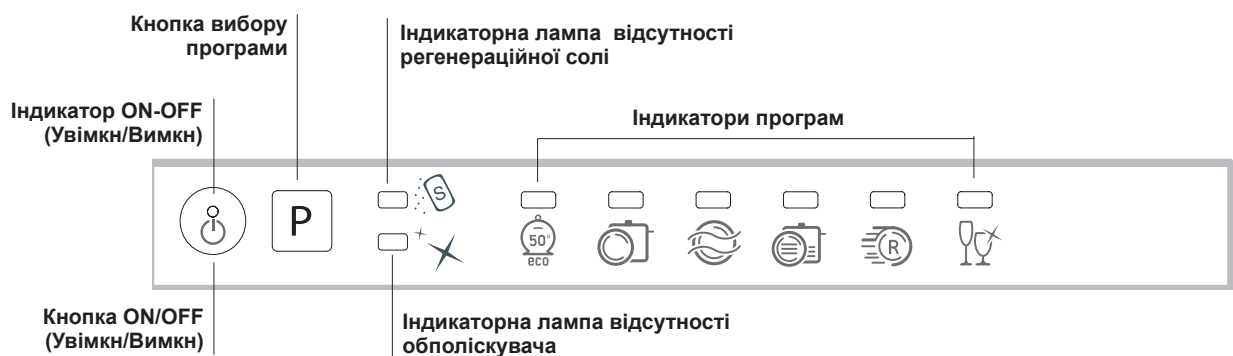 Кнопка вибору
програми
Індикаторна лампа відсутності
регенераційної солі
Індикатор ON-OFF
(Увімкн/Вимкн)
Індикатори програм
P
S
50°
eco
R
Кнопка ON/OFF
(Увімкн/Вимкн)
Індикаторна лампа відсутності
обполіскувача